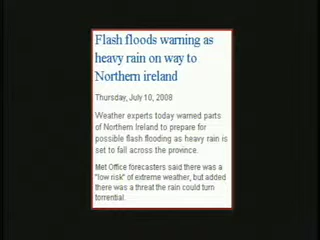 Flash floods warning as
heavy rain on way to
Northern ireland
Thursday, July 10, 2008
Weather experts today warned parts
of Northern Ireland to prepare for
possible flash flooding as heavy rain is
set to fall across the province.
Met Office forecasters said there was a
"low risk" of extreme weather, but added
there was a threat the rain could turn
torrential.